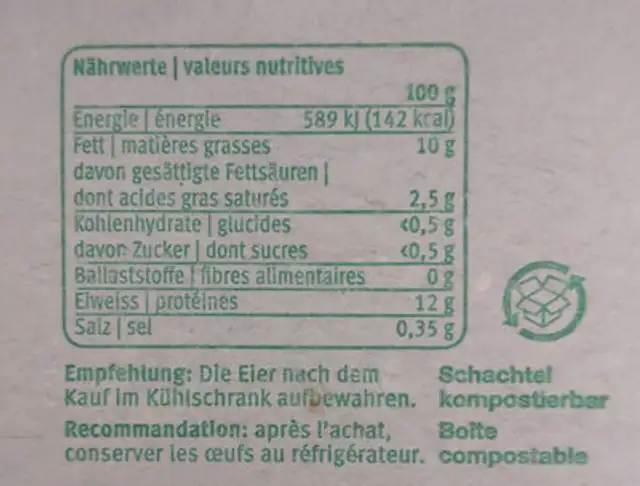 Nährwerte | valeurs nutritives
100 g
Energie | énergie 589 kJ (142 kcal)
Fett | matières grasses 10 g
davon gesättigte Fettsäuren |
dont acides gras saturés 2,5 g
Kohlenhydrate | glucides <0,5 g
davon Zucker | dont sucres <0,5 g
Ballaststoffe | fibres alimentaires 0 g
Eiweiss | protéines 12 g
Salz | sel 0,35 g
Empfehlung: Die Eier nach dem
Kauf im Kühlschrank aufbewahren.
Recommandation: après l'achat,
conserver les œufs au réfrigérateur.
Schachtel
kompostierbar
Boîte
compostable